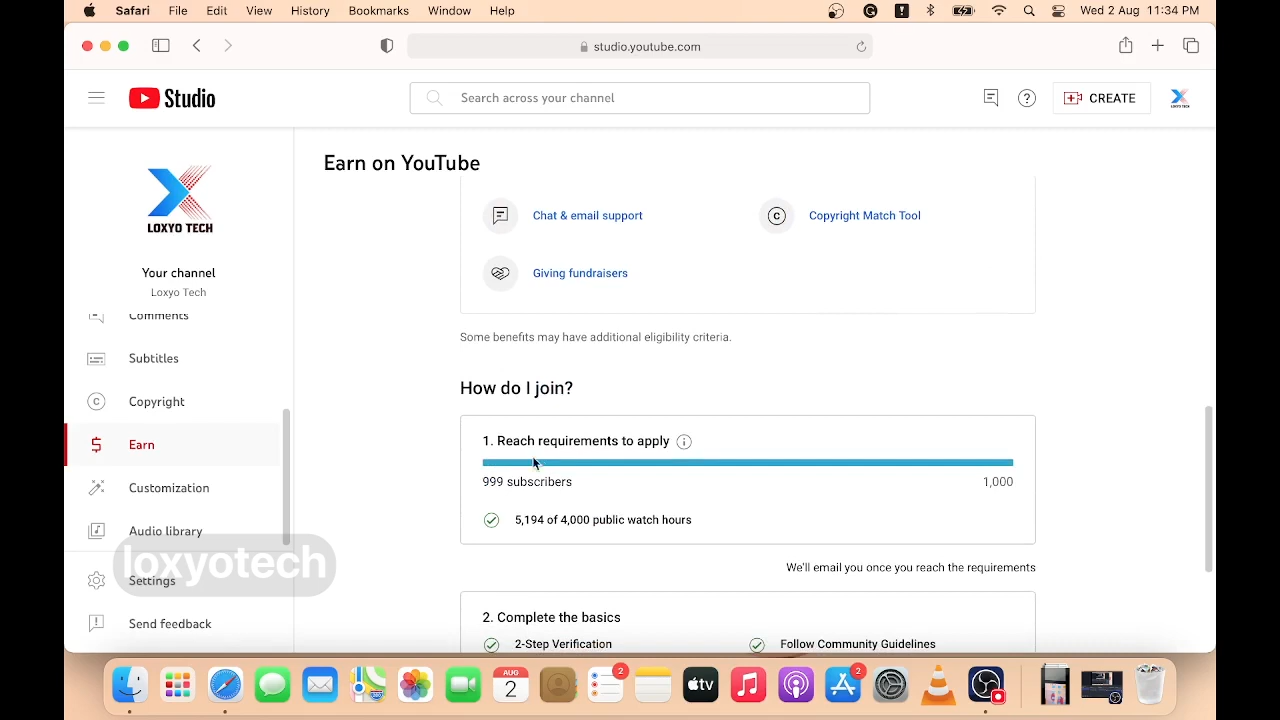 Safari File Edit View History Bookmarks Window Help Wed 2 Aug 11:34 PM
studio.youtube.com
Studio Search across your channel CREATE
LOXYO TECH
Your channel
Loxyo Tech
Comments
Subtitles
Copyright
Earn
Customization
Audio library
Settings
Send feedback
loxyotech
Earn on YouTube
Chat & email support
Copyright Match Tool
Giving fundraisers
Some benefits may have additional eligibility criteria.
How do I join?
1. Reach requirements to apply
999 subscribers 1,000
5,194 of 4,000 public watch hours
We'll email you once you reach the requirements
2. Complete the basics
2-Step Verification Follow Community Guidelines
AUG
2
2
tv
2